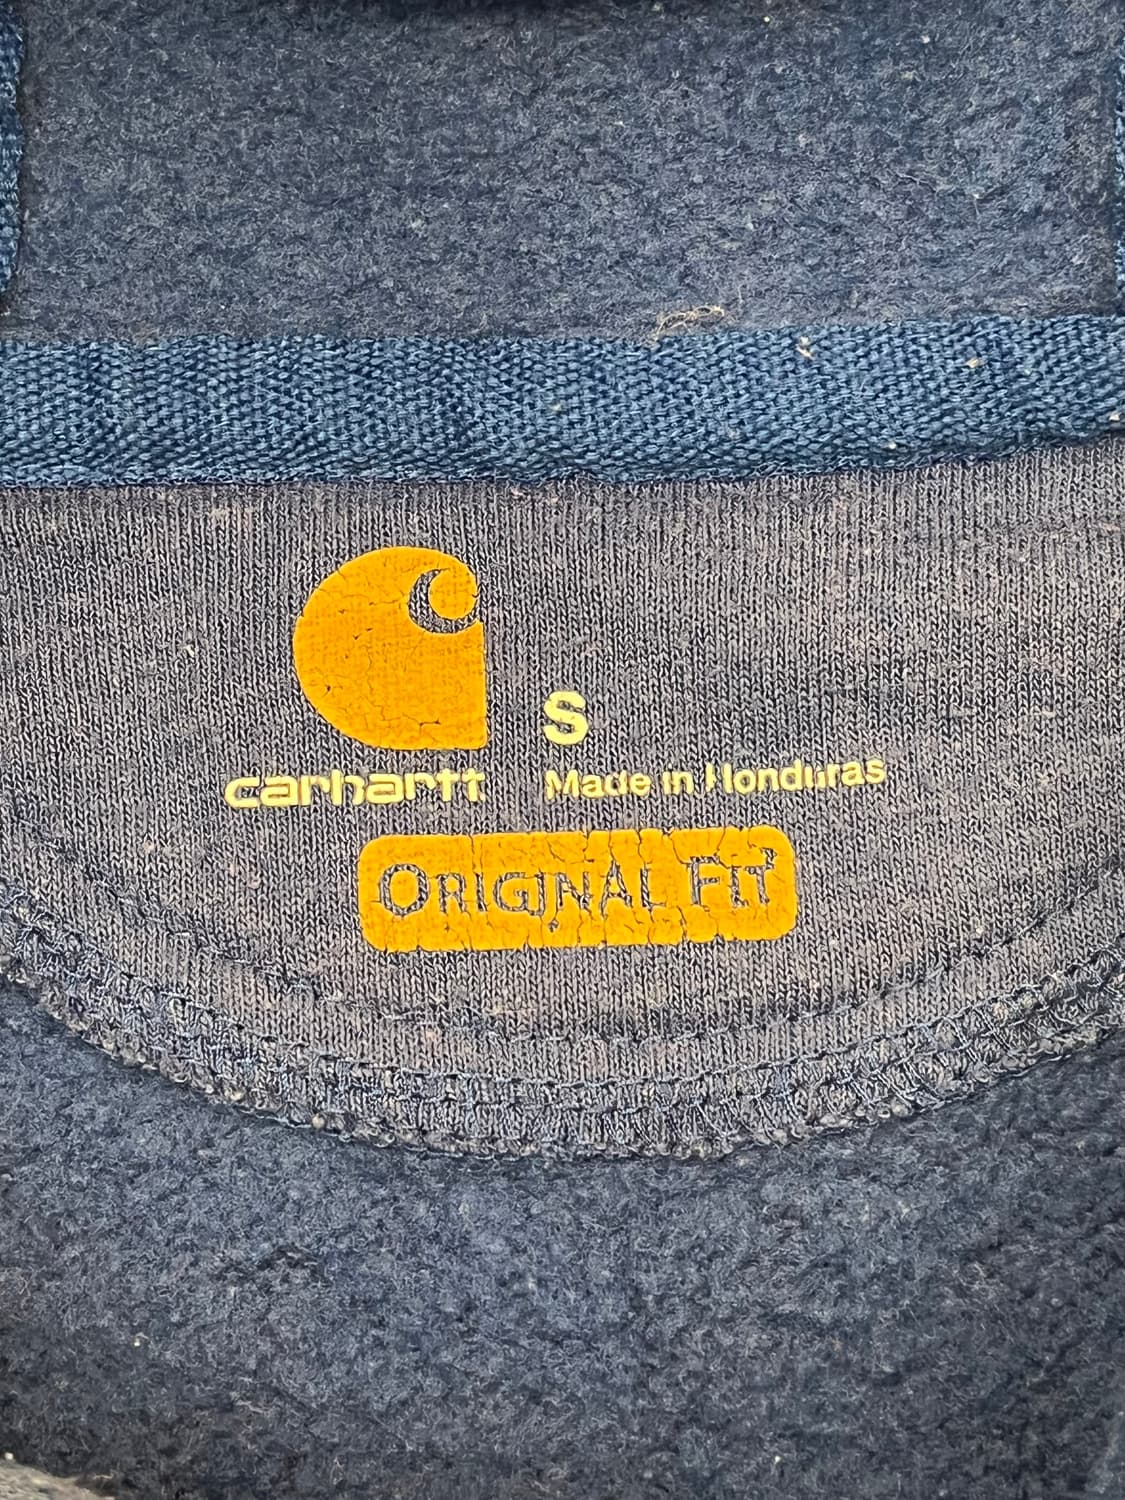 S
carhartt Made in Honduras
ORIGINAL FIT